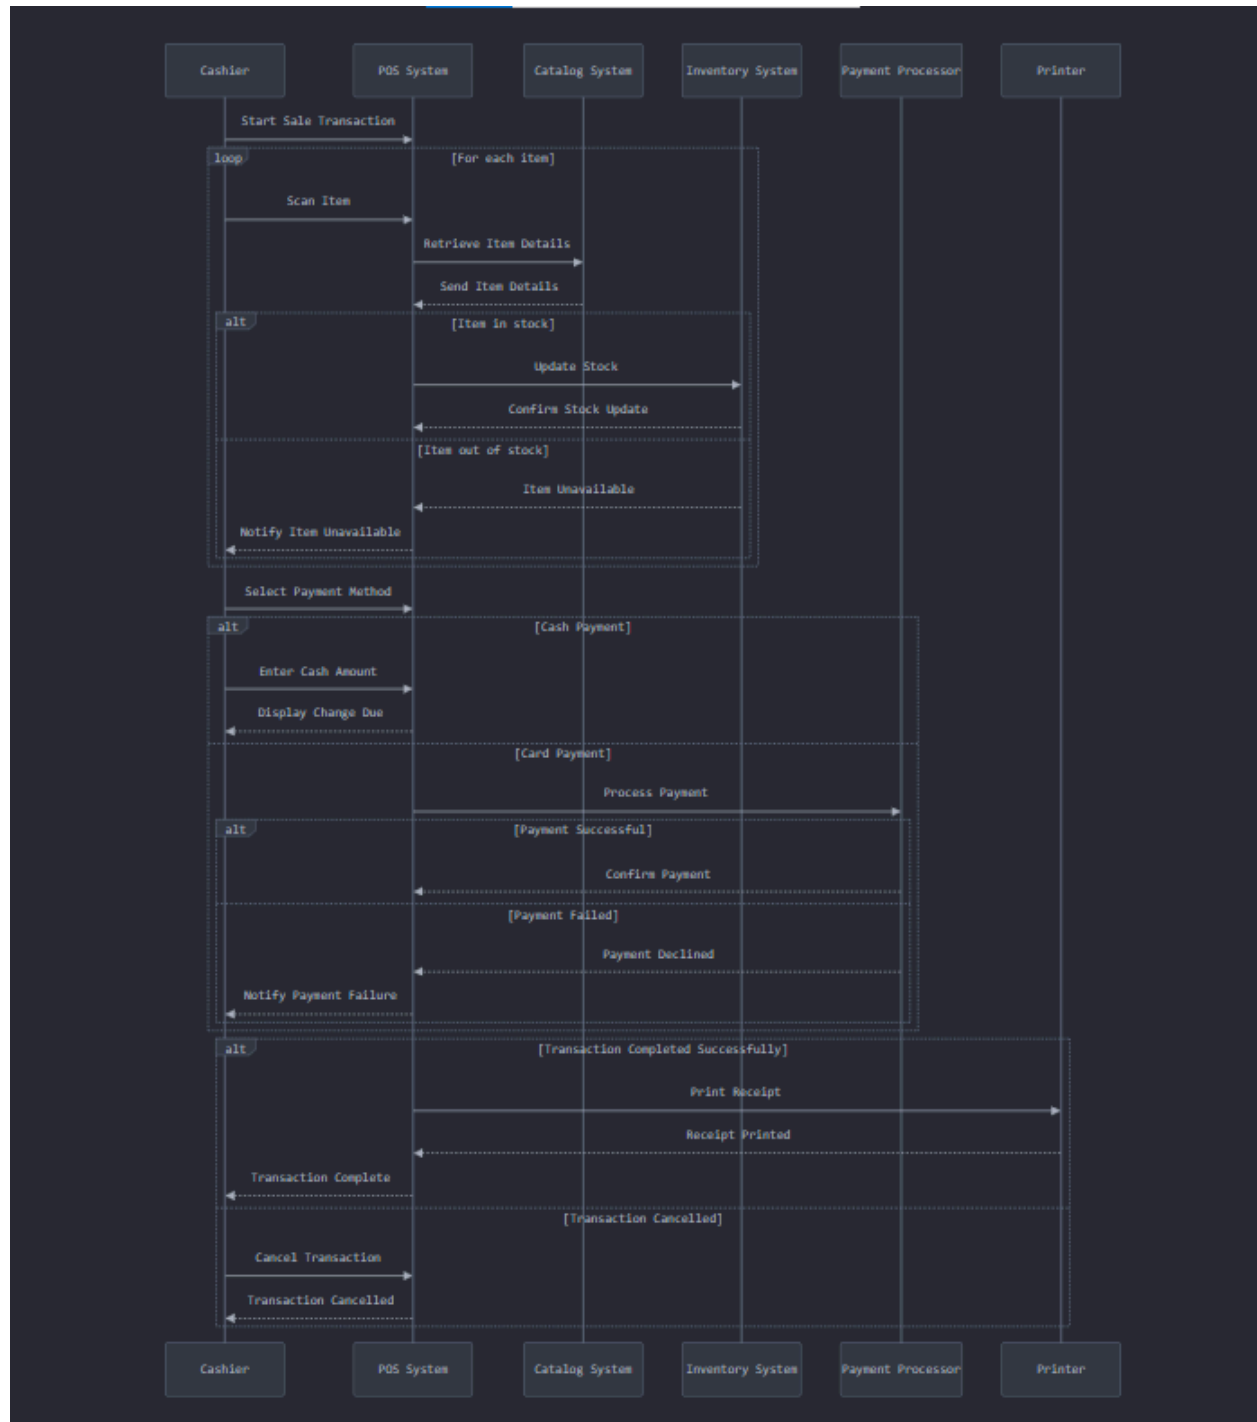 Cashier POS System Catalog System Inventory System Payment Processor Printer
Start Sale Transaction
loop [For each item]
Scan Item
Retrieve Item Details
Send Item Details
alt [Item in stock]
Update Stock
Confirm Stock Update
[Item out of stock]
Item Unavailable
Notify Item Unavailable
Select Payment Method
alt [Cash Payment]
Enter Cash Amount
Display Change Due
[Card Payment]
Process Payment
alt [Payment Successful]
Confirm Payment
[Payment Failed]
Payment Declined
Notify Payment Failure
alt [Transaction Completed Successfully]
Print Receipt
Receipt Printed
Transaction Complete
[Transaction Cancelled]
Cancel Transaction
Transaction Cancelled
Cashier POS System Catalog System Inventory System Payment Processor Printer